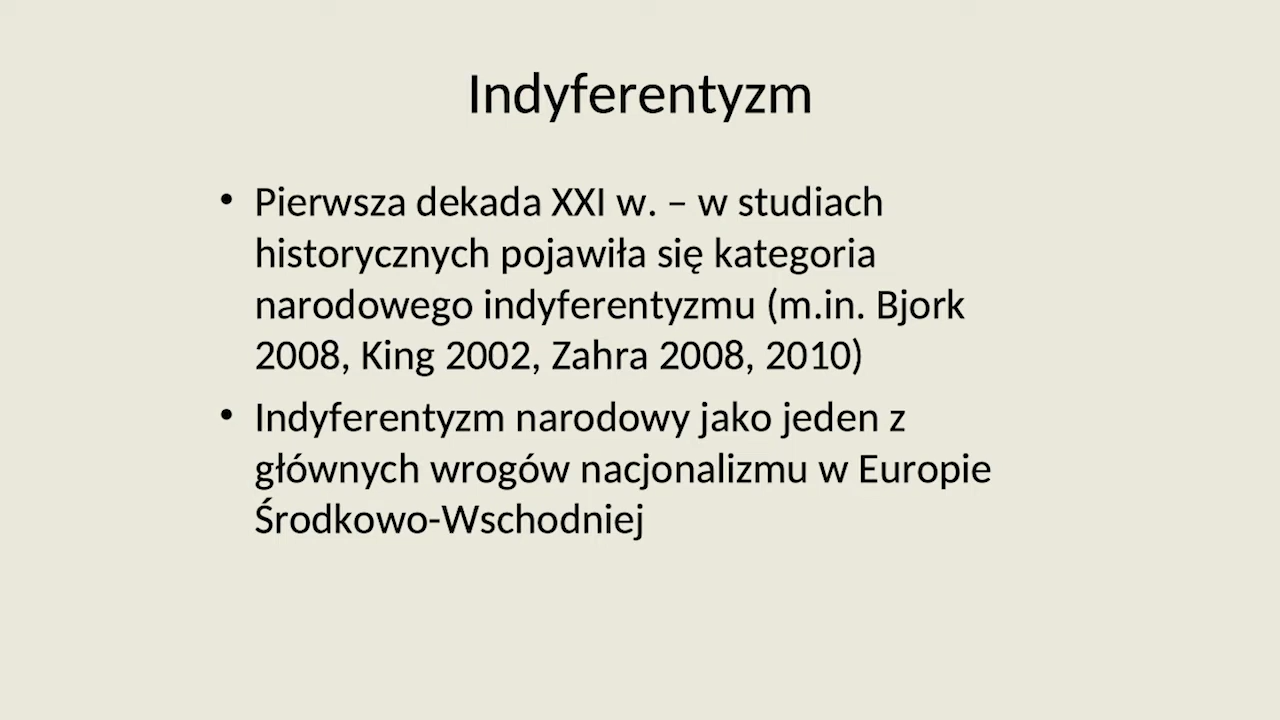 Indyferentyzm
• Pierwsza dekada XXI w. – w studiach
historycznych pojawiła się kategoria
narodowego indyferentyzmu (m.in. Bjork
2008, King 2002, Zahra 2008, 2010)
• Indyferentyzm narodowy jako jeden z
głównych wrogów nacjonalizmu w Europie
Środkowo-Wschodniej